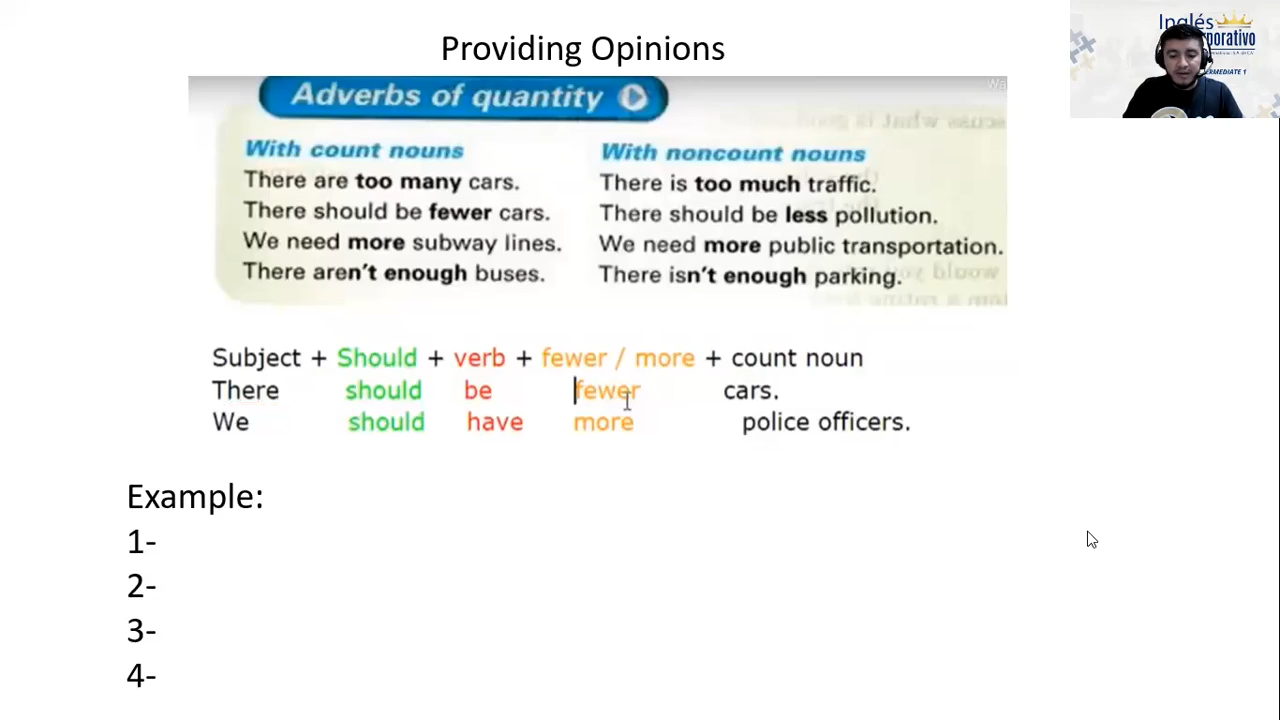 Providing Opinions
Inglés
Adverbs of quantity
With count nouns
There are too many cars.
There should be fewer cars.
We need more subway lines.
There aren't enough buses.
With noncount nouns
There is too much traffic.
There should be less pollution.
We need more public transportation.
There isn't enough parking.
Subject + Should + verb + fewer / more + count noun
There should be fewer cars.
We should have more police officers.
Example:
1-
2-
3-
4-